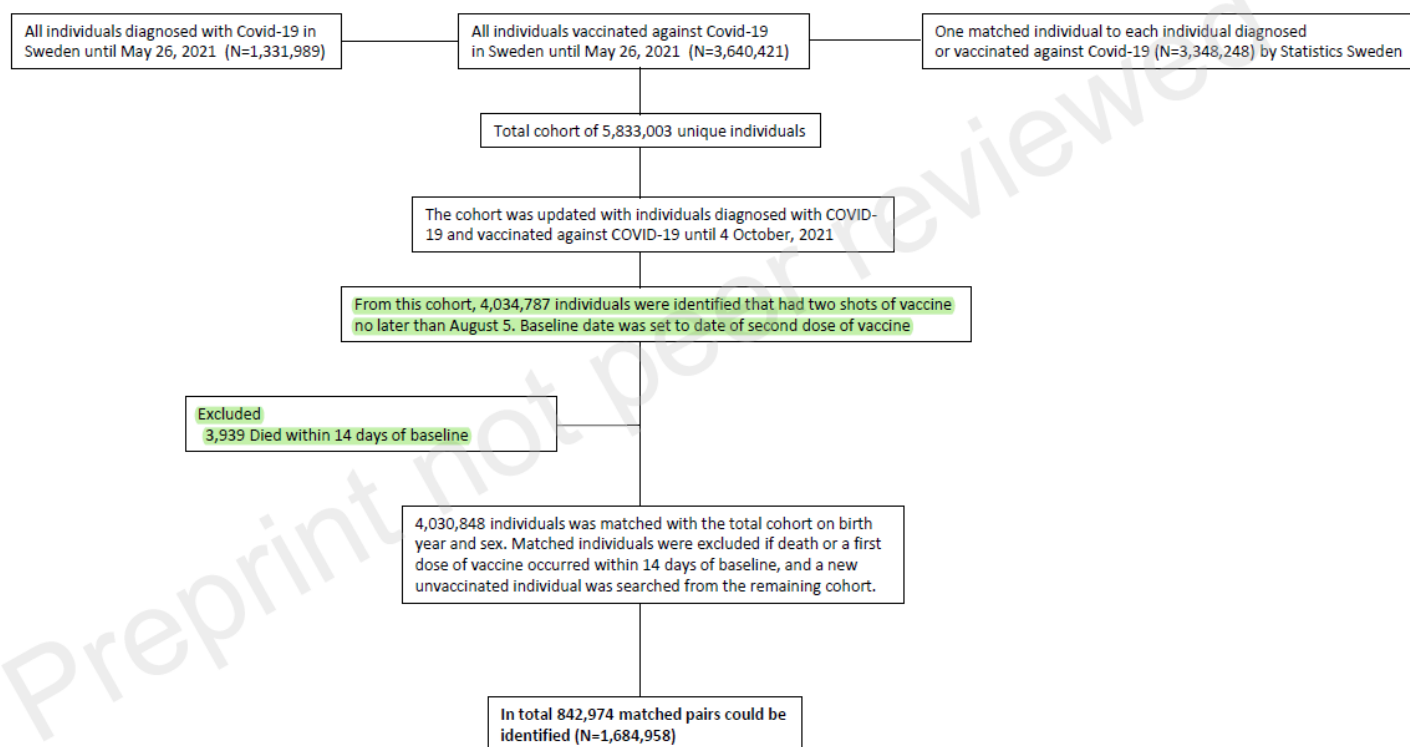 All individuals diagnosed with Covid-19 in
Sweden until May 26, 2021 (N=1,331,989)
All individuals vaccinated against Covid-19
in Sweden until May 26, 2021 (N=3,640,421)
One matched individual to each individual diagnosed
or vaccinated against Covid-19 (N=3,348,248) by Statistics Sweden
Total cohort of 5,833,003 unique individuals
The cohort was updated with individuals diagnosed with COVID-
19 and vaccinated against COVID-19 until 4 October, 2021
From this cohort, 4,034,787 individuals were identified that had two shots of vaccine
no later than August 5. Baseline date was set to date of second dose of vaccine
Excluded
3,939 Died within 14 days of baseline
4,030,848 individuals was matched with the total cohort on birth
year and sex. Matched individuals were excluded if death or a first
dose of vaccine occurred within 14 days of baseline, and a new
unvaccinated individual was searched from the remaining cohort.
In total 842,974 matched pairs could be
identified (N=1,684,958)
Preprint not peer reviewed